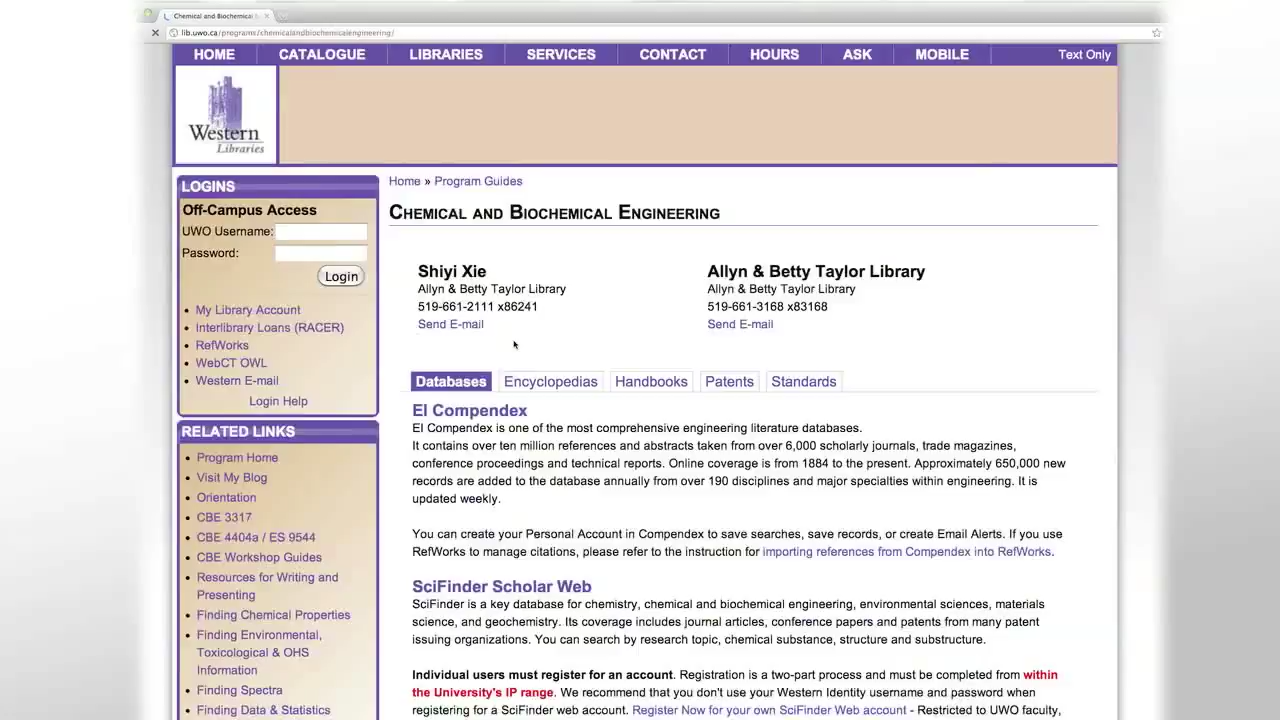 Chemical and Biochemical
lib.uwo.ca/programs/chemicalandbiochemicalengineering/
HOME CATALOGUE LIBRARIES SERVICES CONTACT HOURS ASK MOBILE Text Only
Western
Libraries
LOGINS
Off-Campus Access
UWO Username:
Password:
Login
My Library Account
Interlibrary Loans (RACER)
RefWorks
WebCT OWL
Western E-mail
Login Help
RELATED LINKS
Program Home
Visit My Blog
Orientation
CBE 3317
CBE 4404a / ES 9544
CBE Workshop Guides
Resources for Writing and
Presenting
Finding Chemical Properties
Finding Environmental,
Toxicological & OHS
Information
Finding Spectra
Finding Data & Statistics
Home » Program Guides
CHEMICAL AND BIOCHEMICAL ENGINEERING
Shiyi Xie
Allyn & Betty Taylor Library
519-661-2111 x86241
Send E-mail
Allyn & Betty Taylor Library
Allyn & Betty Taylor Library
519-661-3168 x83168
Send E-mail
Databases Encyclopedias Handbooks Patents Standards
EI Compendex
EI Compendex is one of the most comprehensive engineering literature databases.
It contains over ten million references and abstracts taken from over 6,000 scholarly journals, trade magazines,
conference proceedings and technical reports. Online coverage is from 1884 to the present. Approximately 650,000 new
records are added to the database annually from over 190 disciplines and major specialties within engineering. It is
updated weekly.
You can create your Personal Account in Compendex to save searches, save records, or create Email Alerts. If you use
RefWorks to manage citations, please refer to the instruction for importing references from Compendex into RefWorks.
SciFinder Scholar Web
SciFinder is a key database for chemistry, chemical and biochemical engineering, environmental sciences, materials
science, and geochemistry. Its coverage includes journal articles, conference papers and patents from many patent
issuing organizations. You can search by research topic, chemical substance, structure and substructure.
Individual users must register for an account. Registration is a two-part process and must be completed from within
the University's IP range. We recommend that you don't use your Western Identity username and password when
registering for a SciFinder web account. Register Now for your own SciFinder Web account - Restricted to UWO faculty,